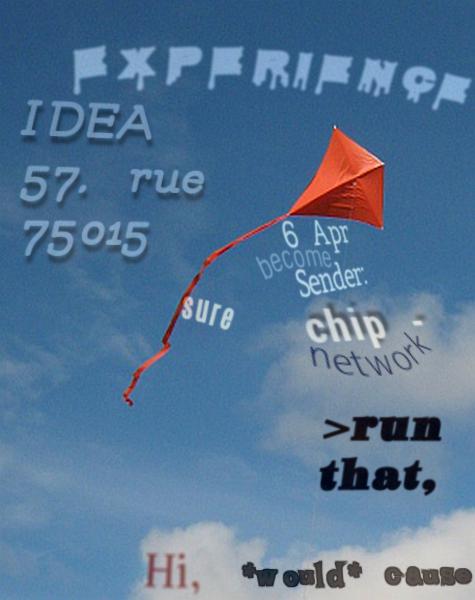 EXPERIENCE
IDEA
57. rue
75015
6 Apr
become
Sender:
sure
chip -
network
>run
that,
Hi,
*would* cause